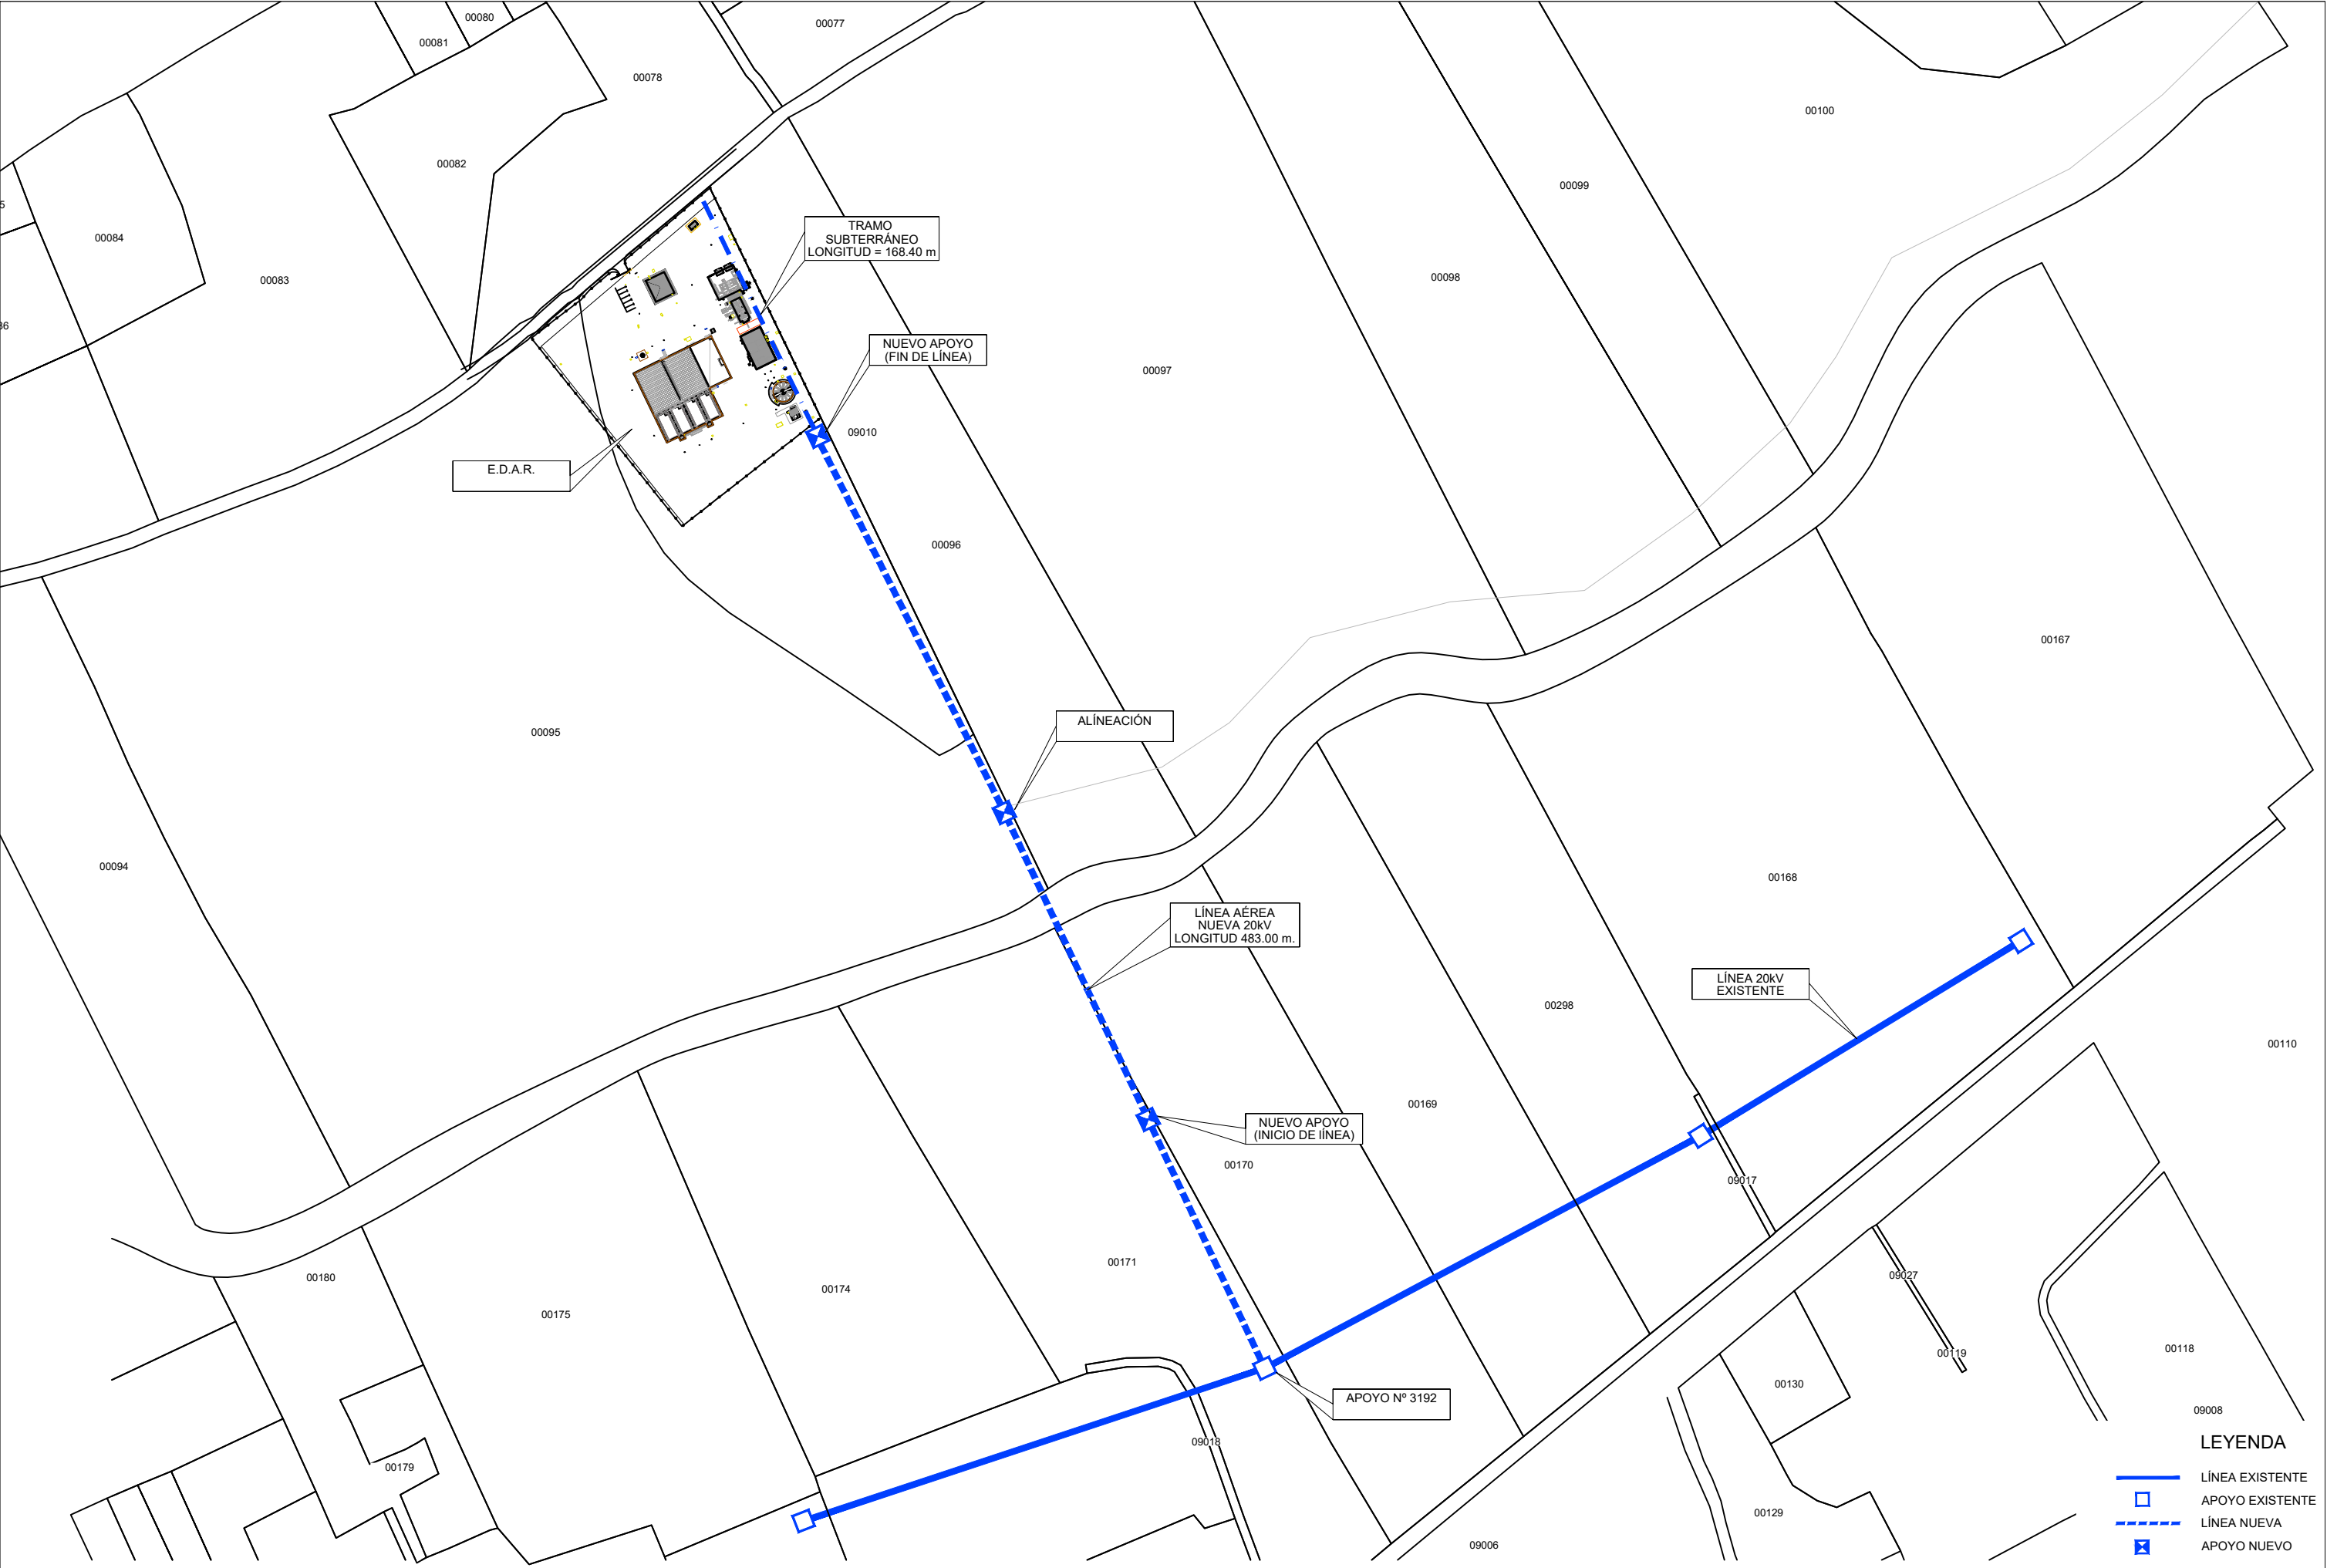 00080
00077
00081
00078
00100
00082
00099
00084
TRAMO
SUBTERRÁNEO
LONGITUD = 168.40 m
00083
00098
NUEVO APOYO
(FIN DE LÍNEA)
00097
09010
E.D.A.R.
00096
00167
ALÍNEACIÓN
00095
00094
00168
LÍNEA AÉREA
NUEVA 20kV
LONGITUD 483.00 m.
LÍNEA 20kV
EXISTENTE
00298
00110
00169
NUEVO APOYO
(INICIO DE lÍNEA)
00170
09017
00171
00180
09027
00174
00175
00119
00118
00130
APOYO Nº 3192
09008
09018
LEYENDA
00179
LÍNEA EXISTENTE
APOYO EXISTENTE
00129
LÍNEA NUEVA
09006
APOYO NUEVO